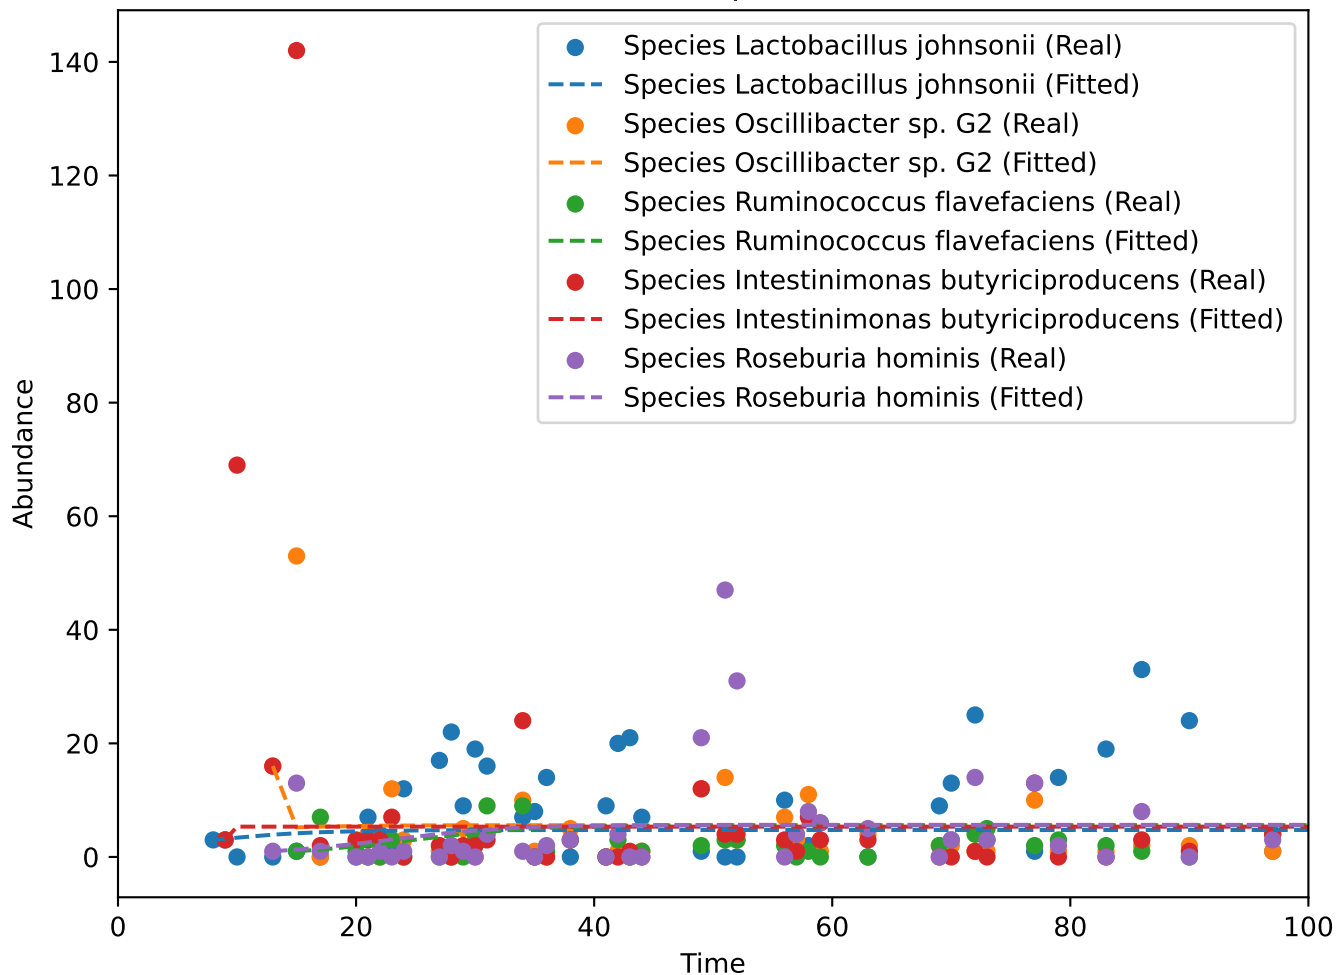 140
120
100
80
60
40
20
0
Abundance
Species Lactobacillus johnsonii (Real)
Species Lactobacillus johnsonii (Fitted)
Species Oscillibacter sp. G2 (Real)
Species Oscillibacter sp. G2 (Fitted)
Species Ruminococcus flavefaciens (Real)
Species Ruminococcus flavefaciens (Fitted)
Species Intestinimonas butyriciproducens (Real)
Species Intestinimonas butyriciproducens (Fitted)
Species Roseburia hominis (Real)
Species Roseburia hominis (Fitted)
0 20 40 60 80 100
Time